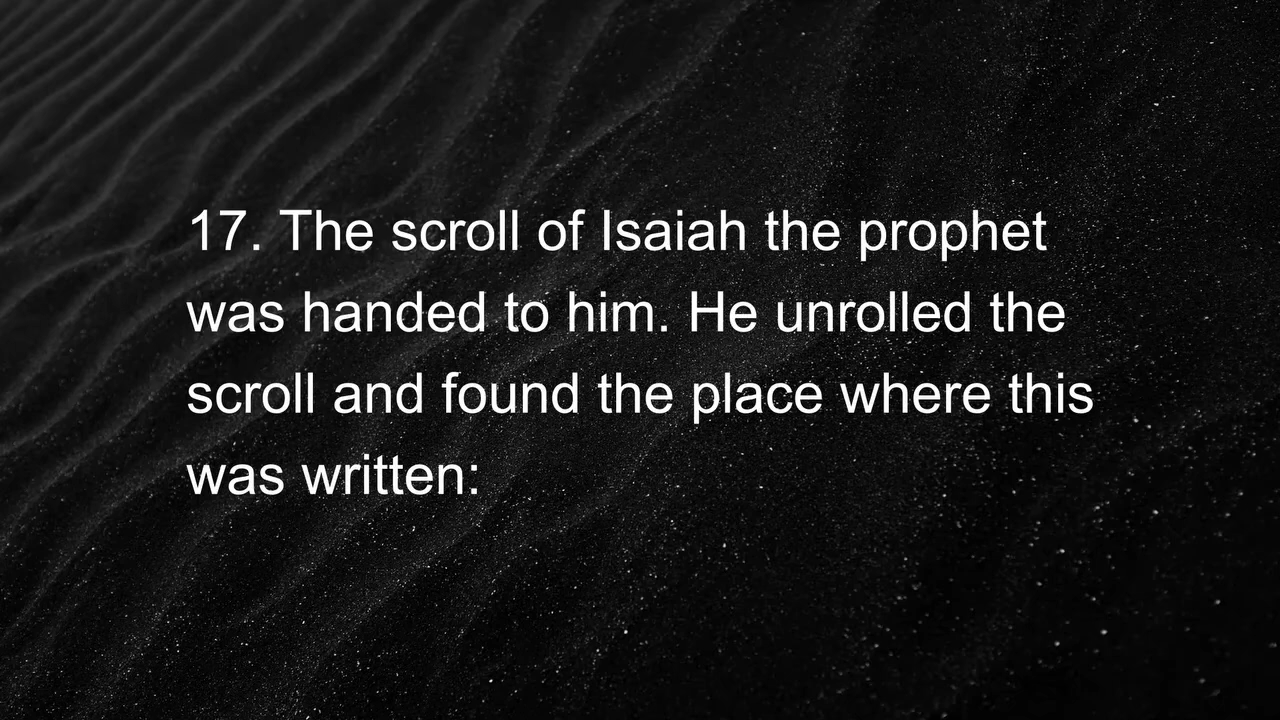 17. The scroll of Isaiah the prophet
was handed to him. He unrolled the
scroll and found the place where this
was written: